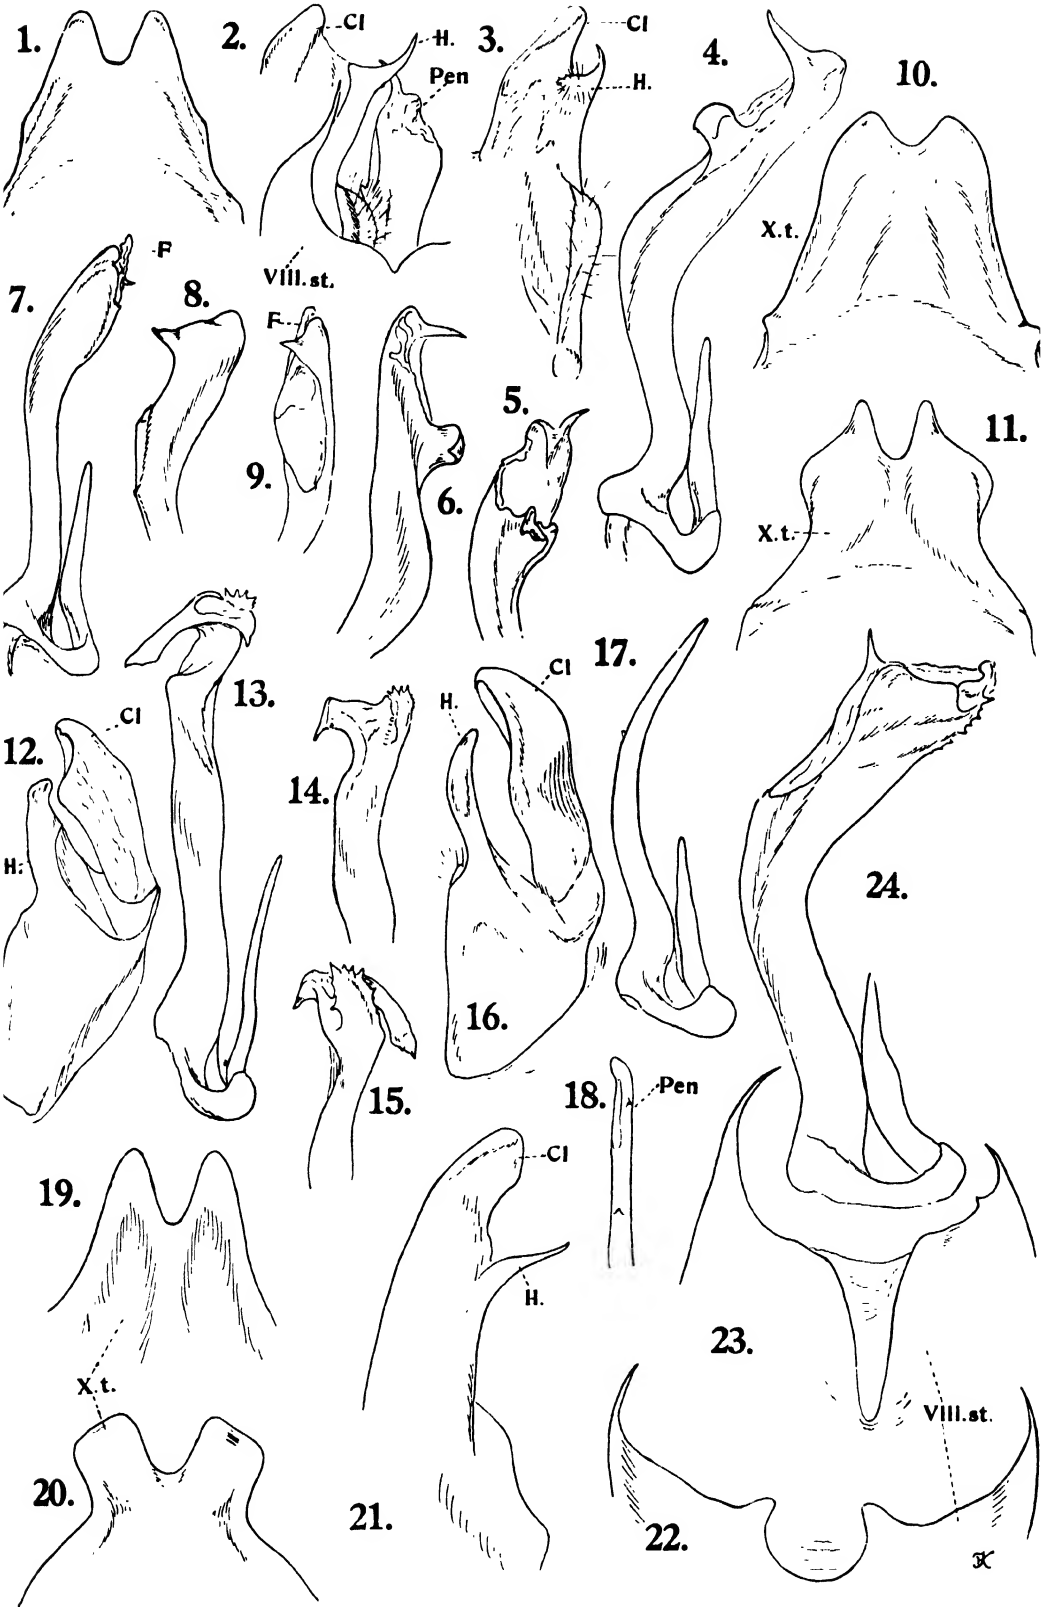 1.
2.
Cl
H.
Pen
VIII.st.
3.
Cl
H.
4.
10.
X.t.
7.
F
8.
F
9.
6.
5.
11.
X.t.
12.
Cl
H.
13.
14.
H.
Cl
16.
17.
24.
15.
18.
Pen
19.
X.t.
20.
Cl
H.
21.
23.
VIII.st.
22.